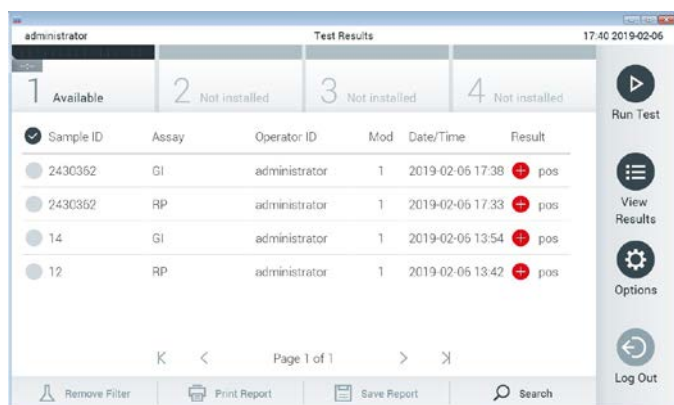 administrator Test Results 17:40 2019-02-06
1 Available 2 Not installed 3 Not installed 4 Not installed
Run Test
Sample ID Assay Operator ID Mod Date/Time Result
2430362 GI administrator 1 2019-02-06 17:38 pos
2430362 RP administrator 1 2019-02-06 17:33 pos
View
Results
14 GI administrator 1 2019-02-06 13:54 pos
12 RP administrator 1 2019-02-06 13:42 pos
Options
Page 1 of 1
Log Out
Remove Filter Print Report Save Report Search